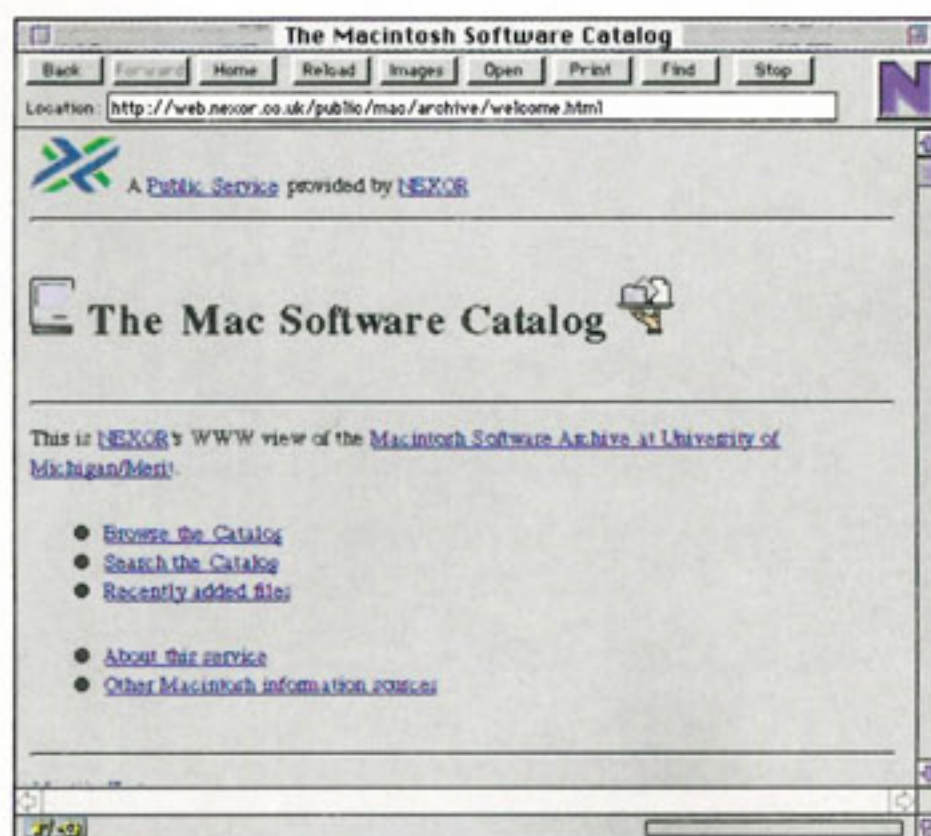 The Macintosh Software Catalog
Back Forward Home Reload Images Open Print Find Stop
Location: http://web.nexor.co.uk/public/mac/archive/welcome.html
N
A Public Service provided by NEXOR
The Mac Software Catalog
This is NEXOR's WWW view of the Macintosh Software Archive at University of
Michigan/Merit.
Browse the Catalog
Search the Catalog
Recently added files
About this service
Other Macintosh information sources